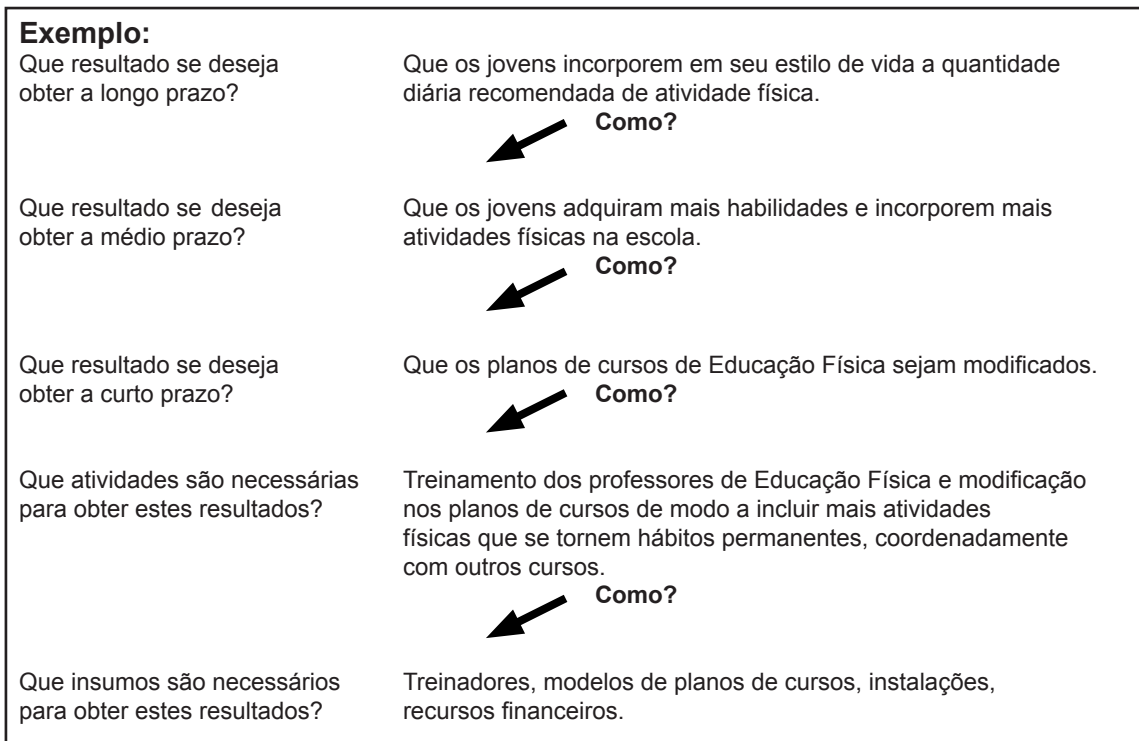 Exemplo:
Que resultado se deseja
obter a longo prazo?
Que os jovens incorporem em seu estilo de vida a quantidade
diária recomendada de atividade física.
Como?
Que resultado se deseja
obter a médio prazo?
Que os jovens adquiram mais habilidades e incorporem mais
atividades físicas na escola.
Como?
Que resultado se deseja
obter a curto prazo?
Que os planos de cursos de Educação Física sejam modificados.
Como?
Que atividades são necessárias
para obter estes resultados?
Treinamento dos professores de Educação Física e modificação
nos planos de cursos de modo a incluir mais atividades
físicas que se tornem hábitos permanentes, coordenadamente
com outros cursos.
Como?
Que insumos são necessários
para obter estes resultados?
Treinadores, modelos de planos de cursos, instalações,
recursos financeiros.